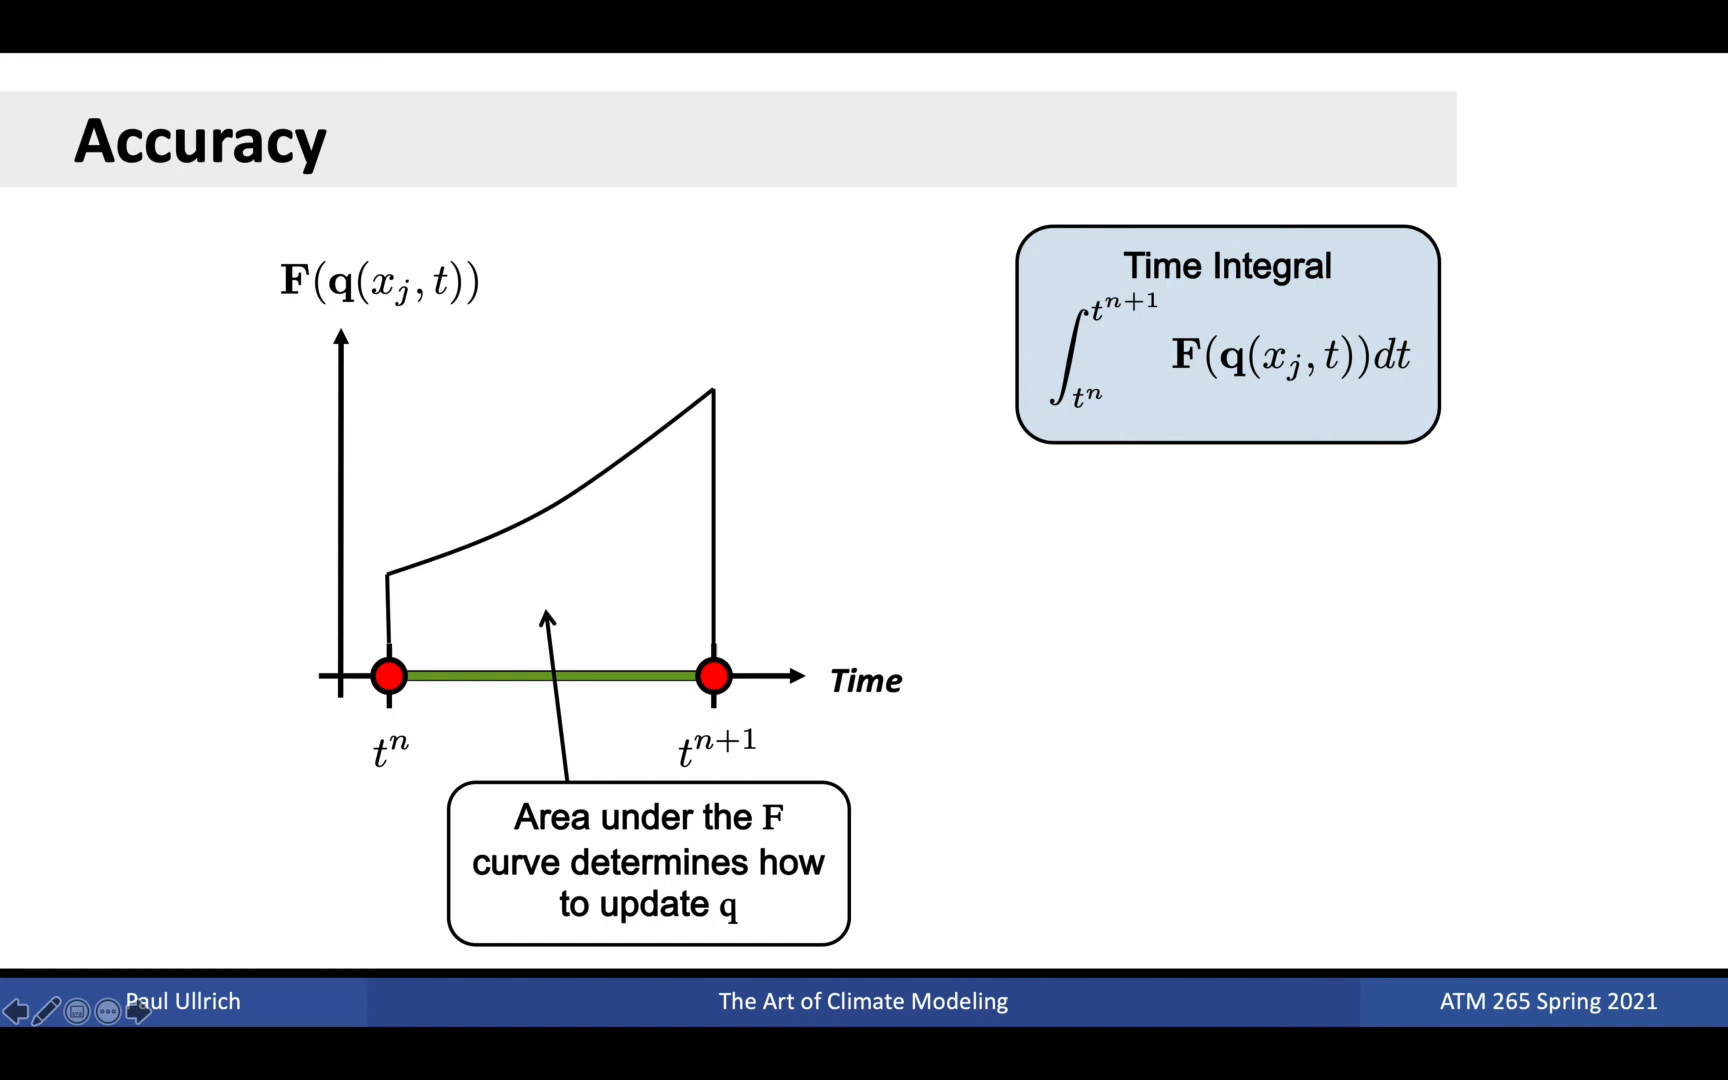 Accuracy
F(q(x_j, t))
Time Integral
∫_{t^n}^{t^{n+1}} F(q(x_j, t))dt
Time
t^n
t^{n+1}
Area under the F
curve determines how
to update q
Paul Ullrich
The Art of Climate Modeling
ATM 265 Spring 2021